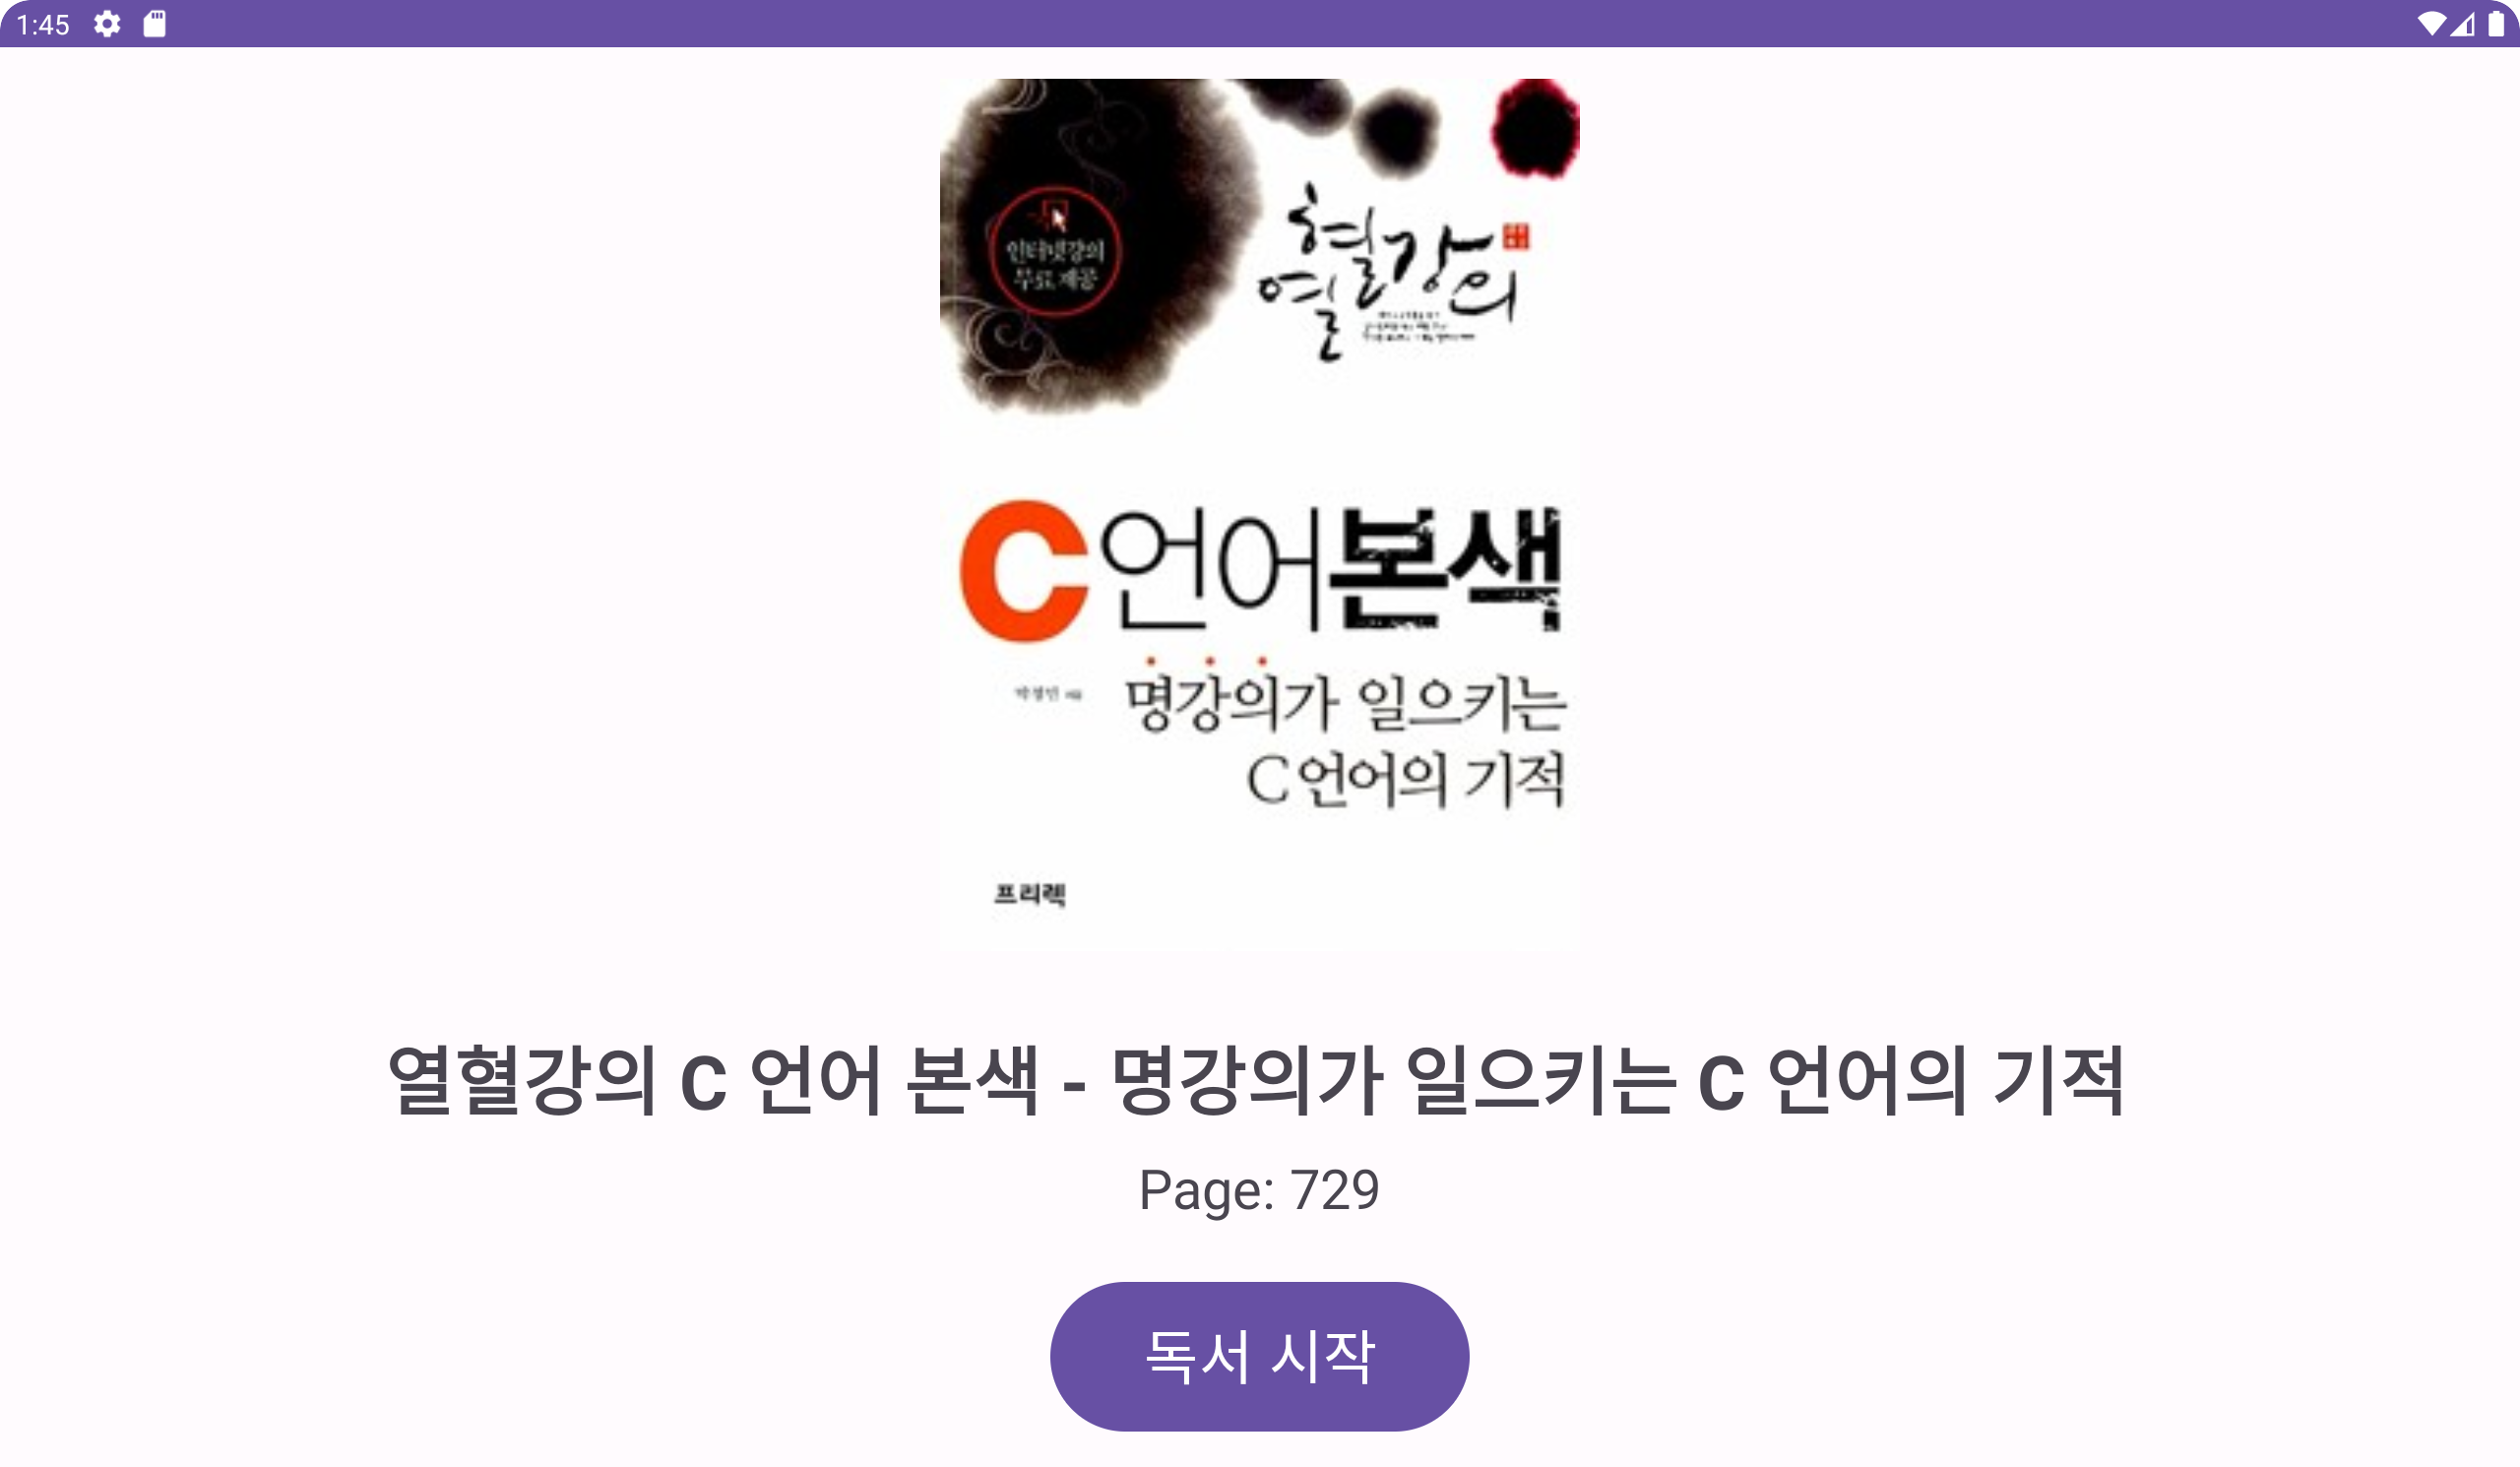 1:45
인터넷강의
무료 제공
열혈강의
C언어본색
명강의가 일으키는
C언어의 기적
프리렉
열혈강의 C 언어 본색 - 명강의가 일으키는 C 언어의 기적
Page: 729
독서 시작